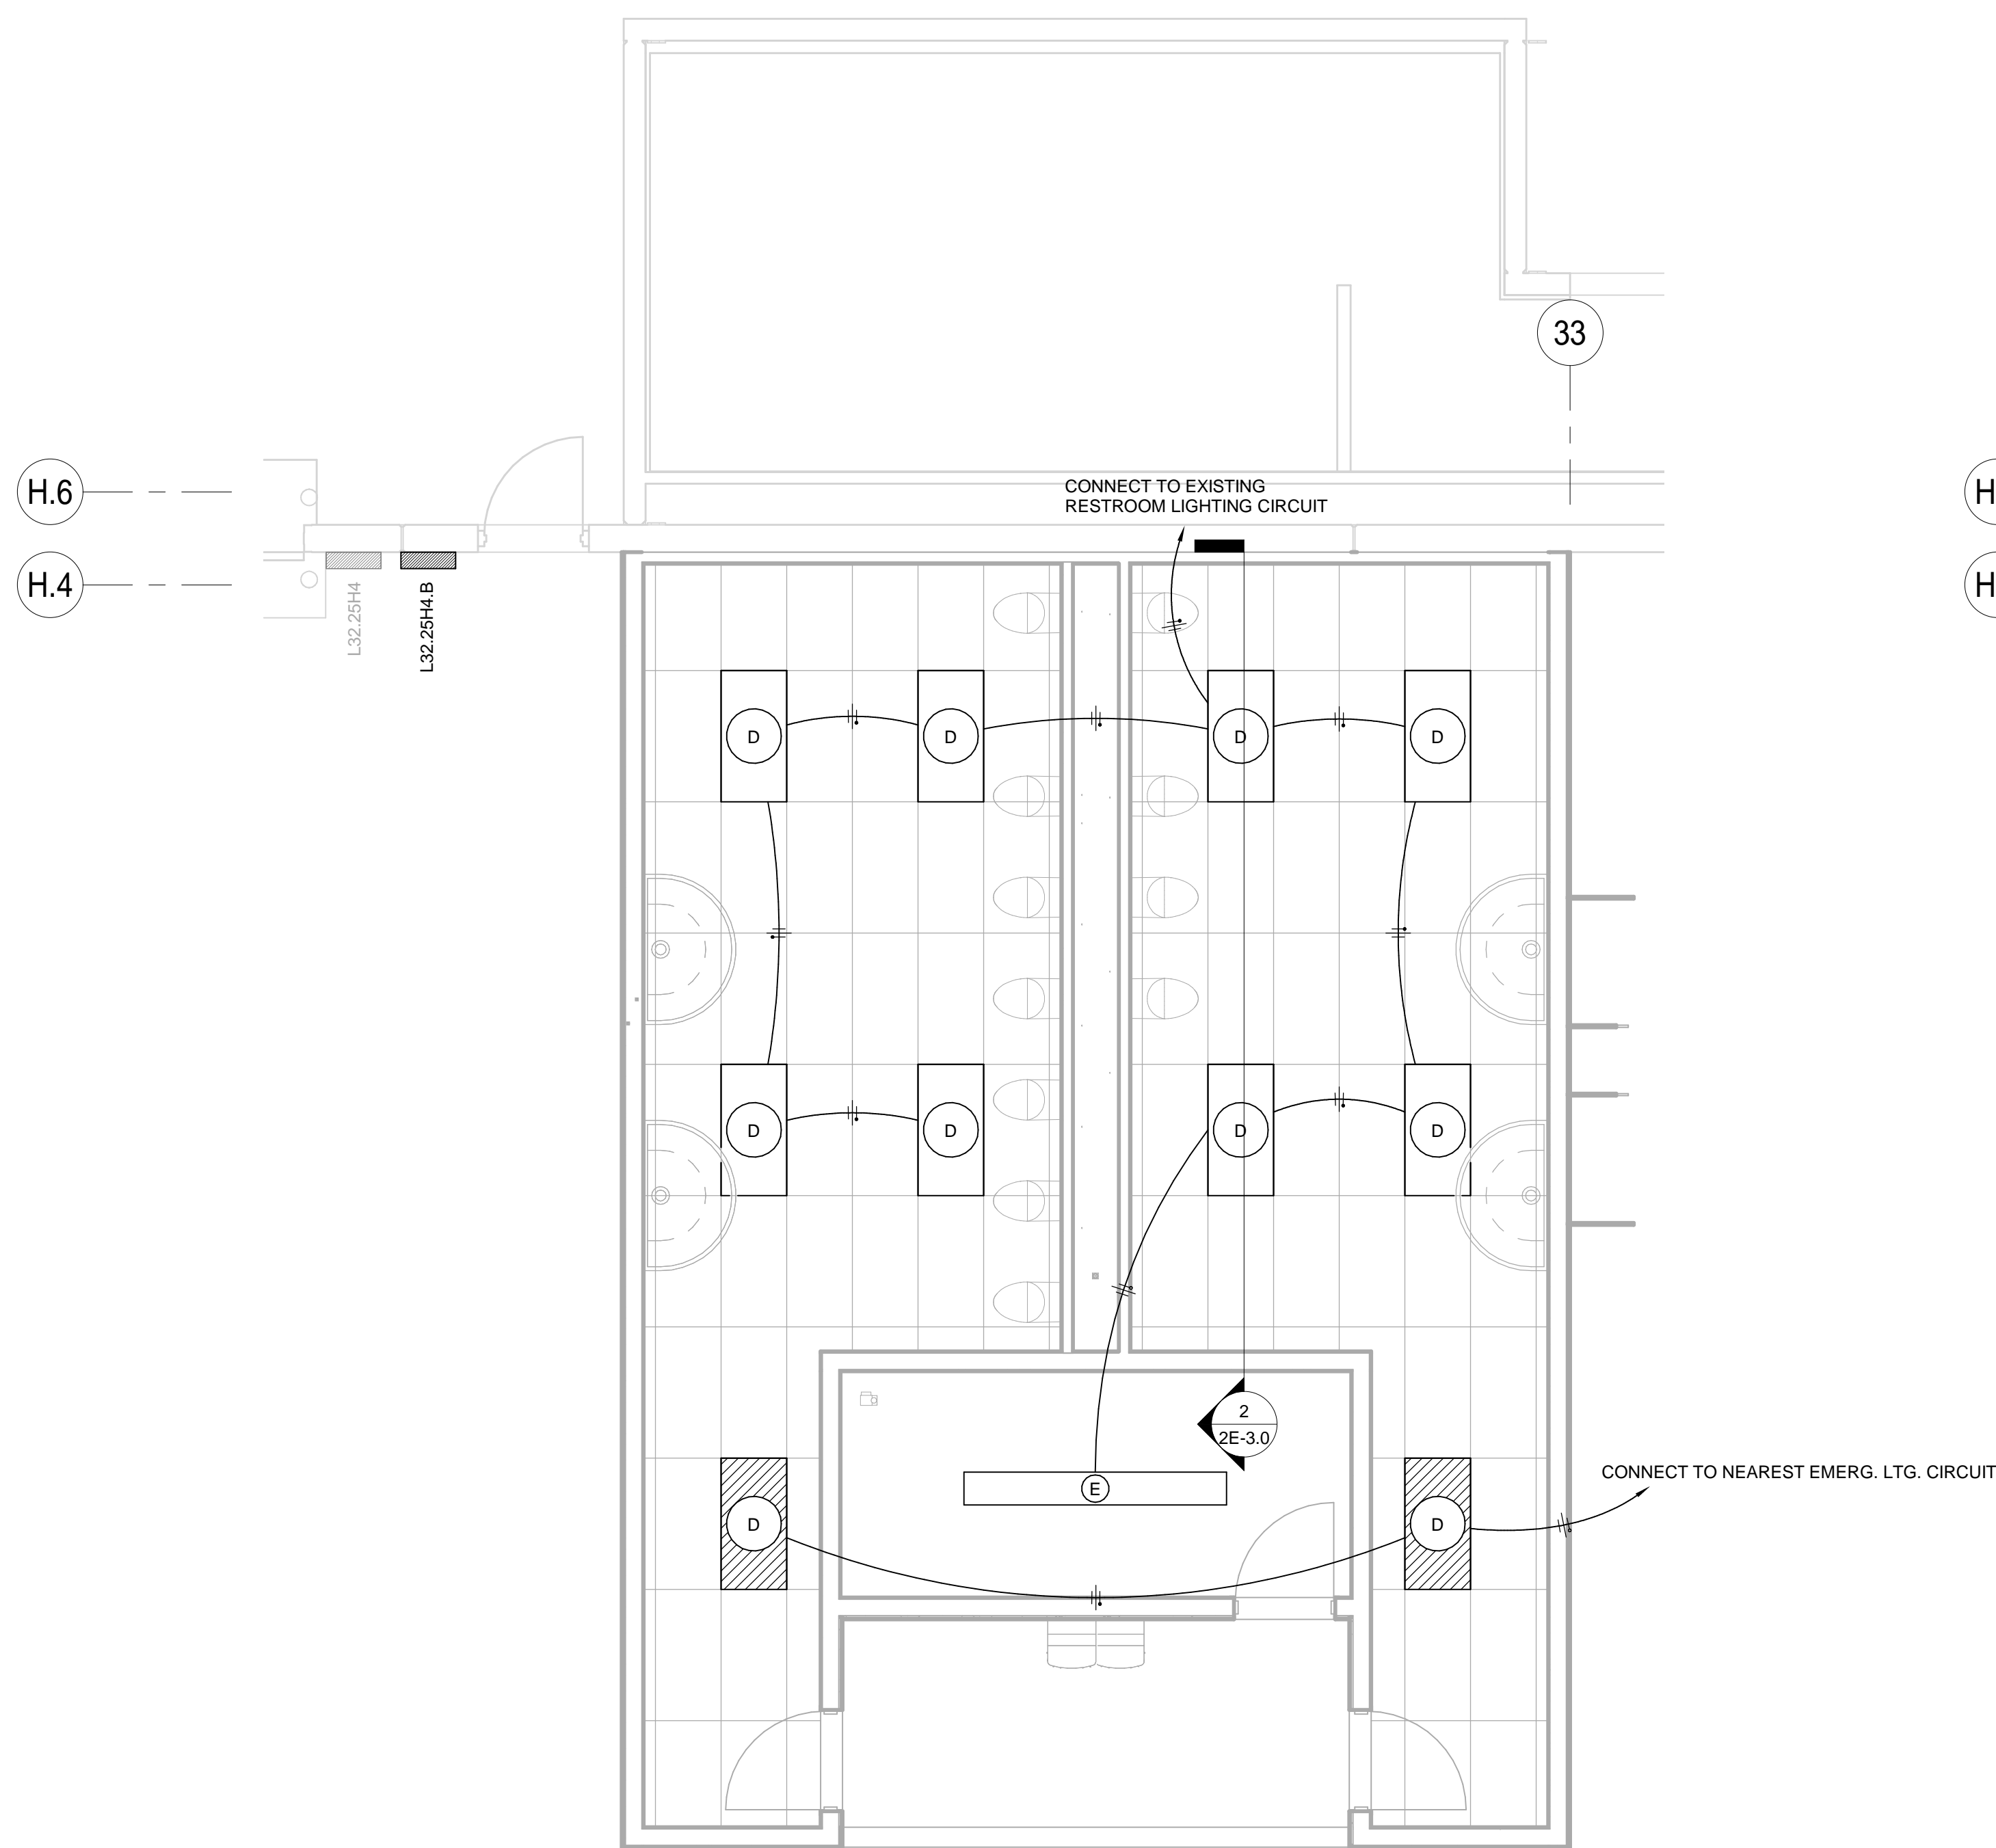 33
H.6
CONNECT TO EXISTING
RESTROOM LIGHTING CIRCUIT
H
H.4
H
L32.25H4
L32.25H4.B
D
D
D
D
D
D
D
D
2
2E-3.0
CONNECT TO NEAREST EMERG. LTG. CIRCUIT
E
D
D